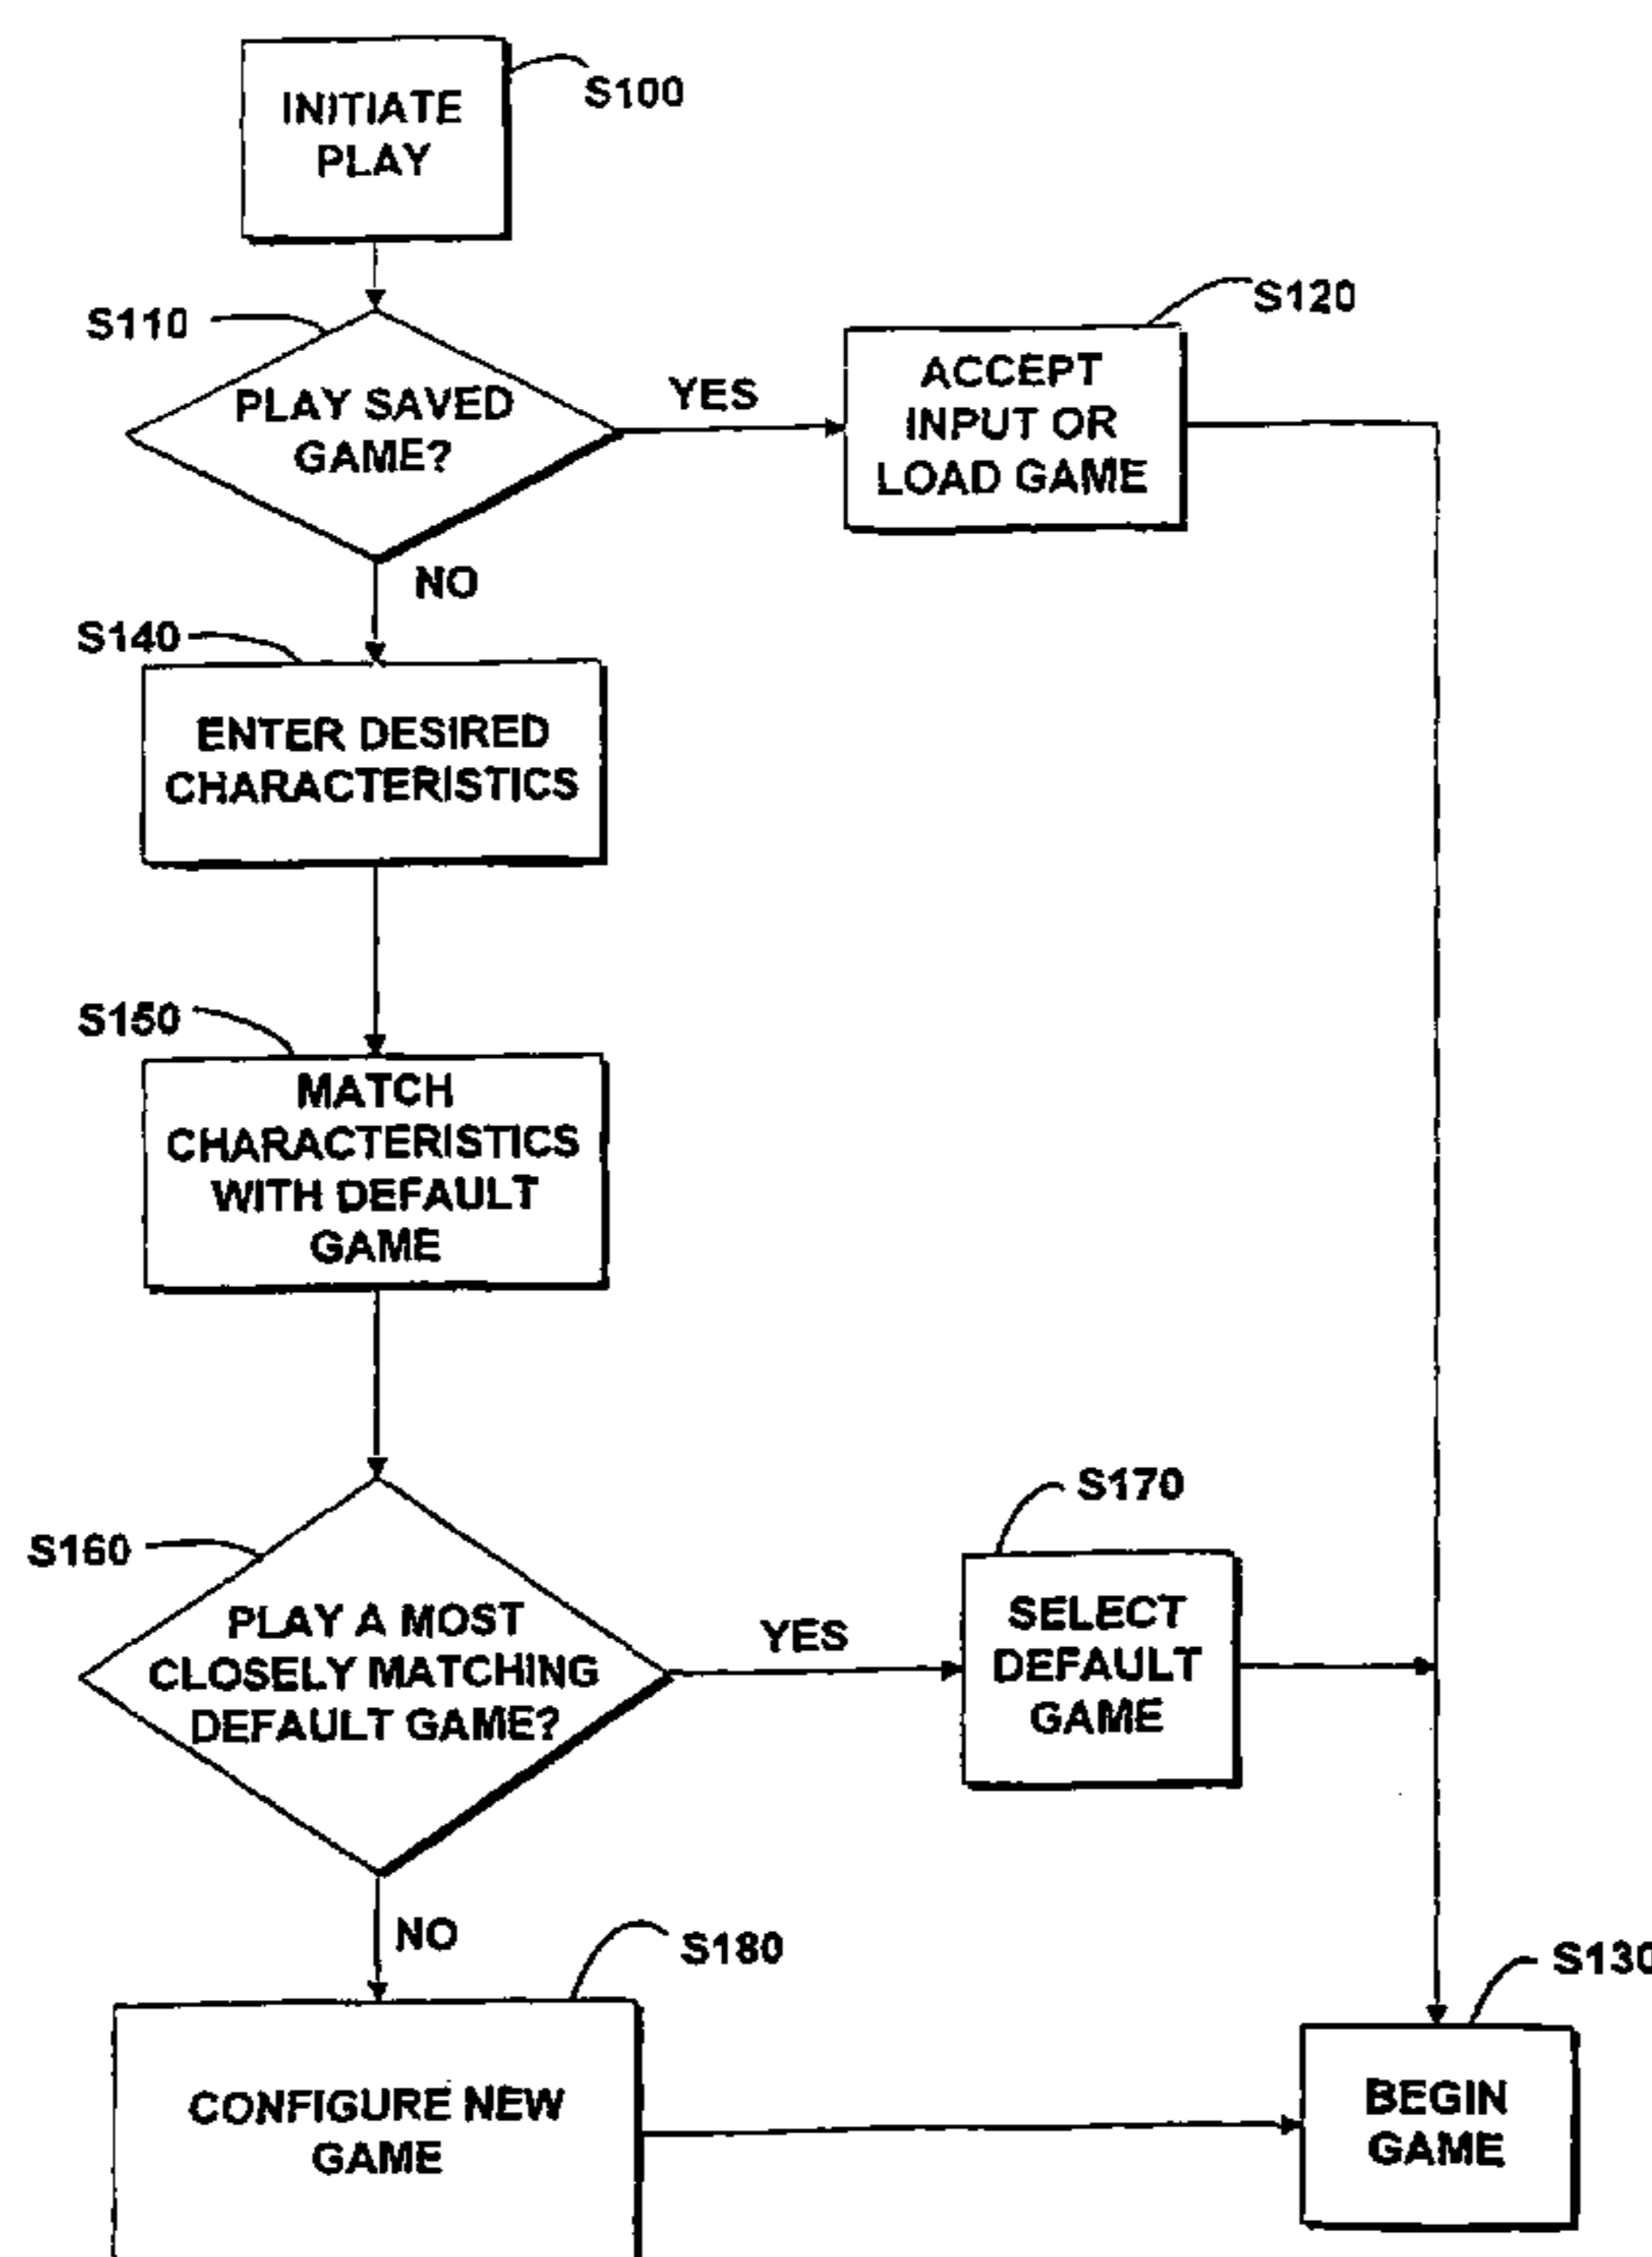 INITIATE
PLAY
S100
S110
PLAY SAVED
GAME?
YES
S120
ACCEPT
INPUT OR
LOAD GAME
NO
S140
ENTER DESIRED
CHARACTERISTICS
S150
MATCH
CHARACTERISTICS
WITH DEFAULT
GAME
S160
PLAY A MOST
CLOSELY MATCHING
DEFAULT GAME?
YES
S170
SELECT
DEFAULT
GAME
NO
S180
CONFIGURE NEW
GAME
S130
BEGIN
GAME